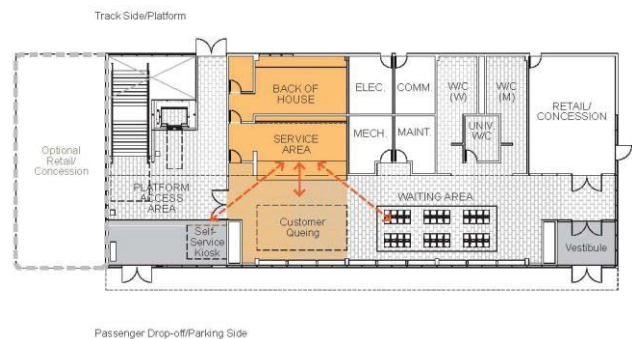 Track Side/Platform
BACK OF
HOUSE
ELEC.
COMM.
W/C
(W)
W/C
(M)
RETAIL/
CONCESSION
Optional
Retail/
Concession
SERVICE
AREA
MECH.
MAINT.
UNIV.
W/C
PLATFORM
ACCESS
AREA
WAITING AREA
Self-
Service
Kiosk
Customer
Queing
Vestibule
Passenger Drop-off/Parking Side